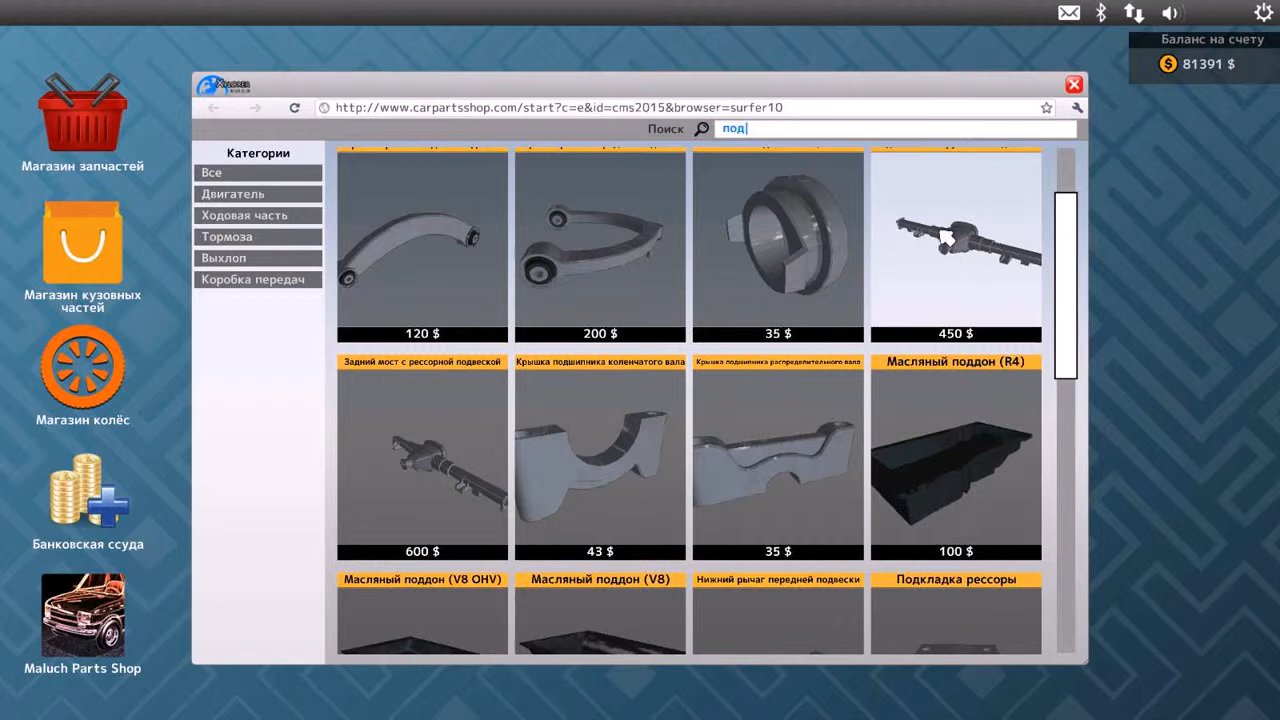 Баланс на счету
81391 $
Магазин запчастей
Магазин кузовных
частей
Магазин колёс
Банковская ссуда
Maluch Parts Shop
http://www.carpartsshop.com/start?c=e&id=cms2015&browser=surfer10
Поиск
под
Категории
Все
Двигатель
Ходовая часть
Тормоза
Выхлоп
Коробка передач
120 $
200 $
35 $
450 $
Задний мост с рессорной подвеской
Крышка подшипника коленчатого вала
Крышка подшипника распределительного вала
Масляный поддон (R4)
600 $
43 $
35 $
100 $
Масляный поддон (V8 OHV)
Масляный поддон (V8)
Нижний рычаг передней подвески
Подкладка рессоры